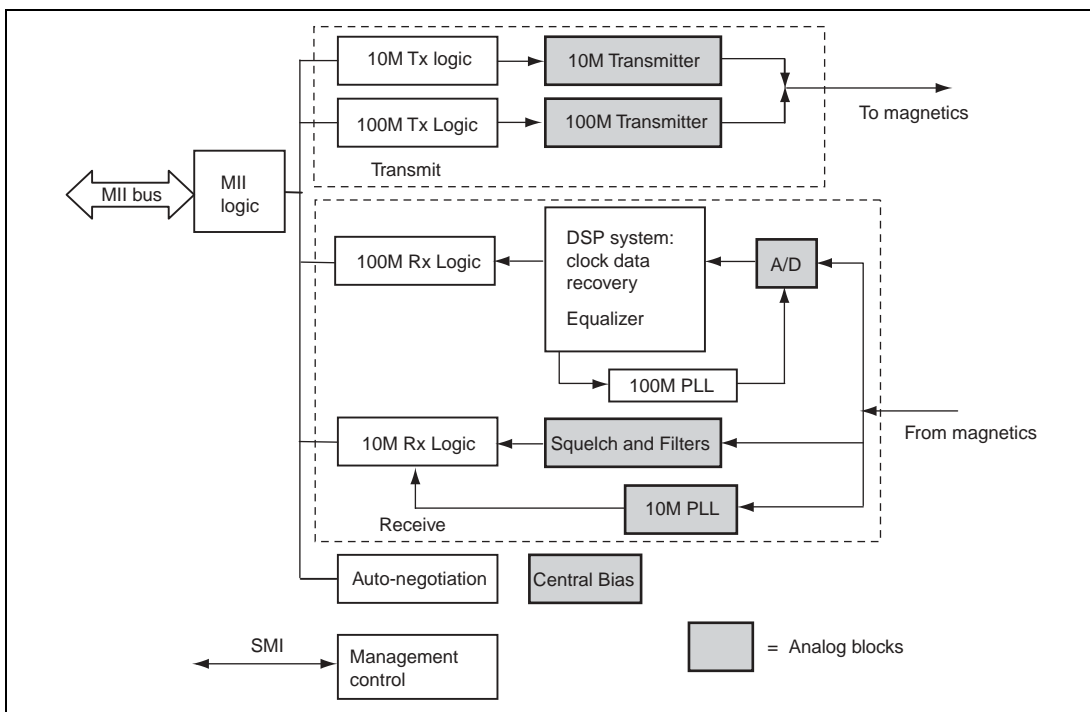 10M Tx logic
10M Transmitter
100M Tx Logic
100M Transmitter
To magnetics
Transmit
MII bus
MII
logic
100M Rx Logic
DSP system:
clock data
recovery
Equalizer
A/D
100M PLL
10M Rx Logic
Squelch and Filters
From magnetics
10M PLL
Receive
Auto-negotiation
Central Bias
SMI
Management
control
= Analog blocks